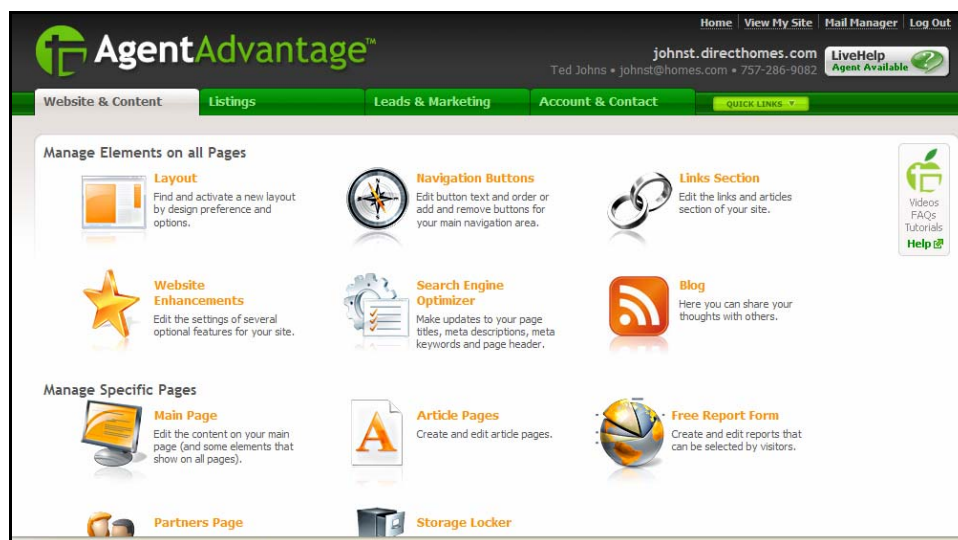 Home View My Site Mail Manager Log Out
AgentAdvantage™
johnst.directhomes.com
Ted Johns • johnst@homes.com • 757-286-9082
LiveHelp
Agent Available
Website & Content
Listings
Leads & Marketing
Account & Contact
QUICK LINKS
Manage Elements on all Pages
Layout
Find and activate a new layout
by design preference and
options.
Navigation Buttons
Edit button text and order or
add and remove buttons for
your main navigation area.
Links Section
Edit the links and articles
section of your site.
Videos
FAQs
Tutorials
Help
Website
Enhancements
Edit the settings of several
optional features for your site.
Search Engine
Optimizer
Make updates to your page
titles, meta descriptions, meta
keywords and page header.
Blog
Here you can share your
thoughts with others.
Manage Specific Pages
Main Page
Edit the content on your main
page (and some elements that
show on all pages).
A
Article Pages
Create and edit article pages.
Free Report Form
Create and edit reports that
can be selected by visitors.
Partners Page
Storage Locker